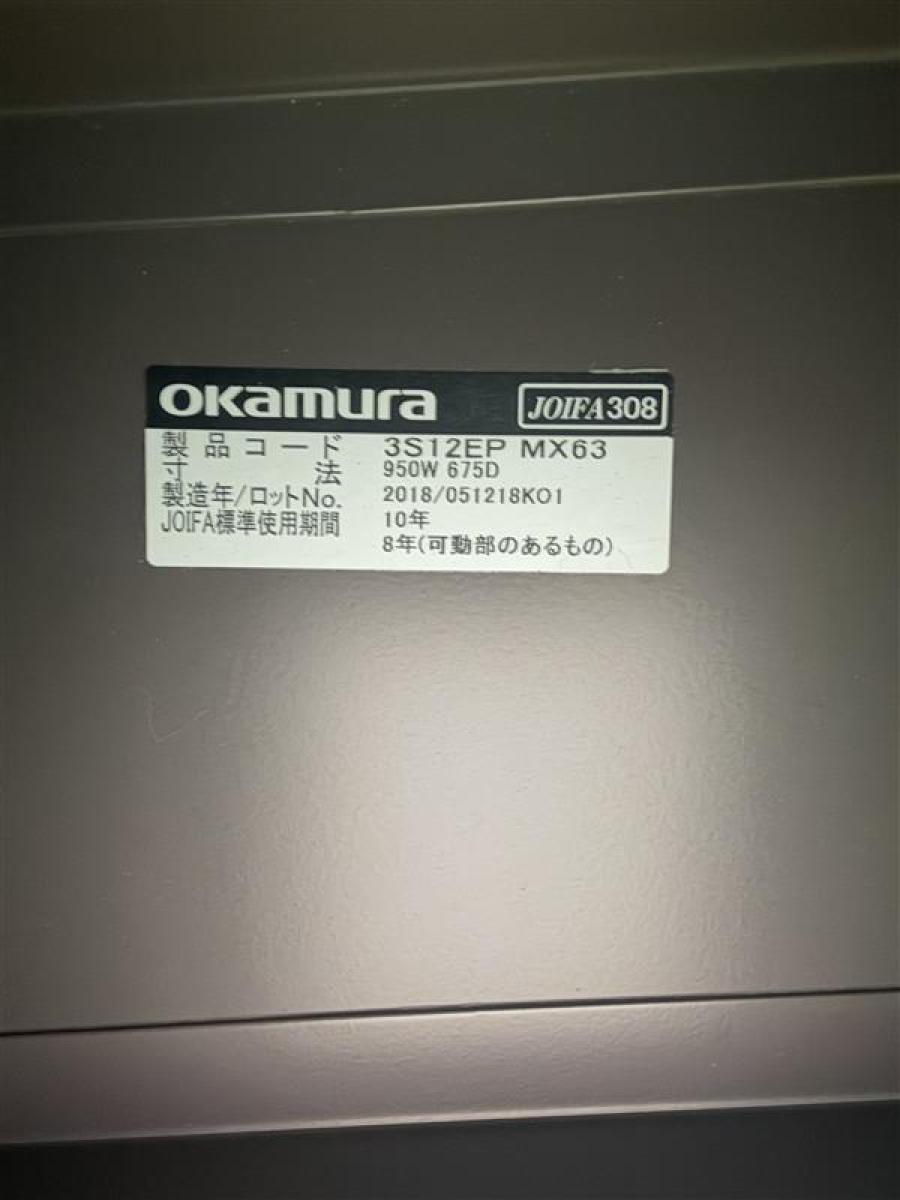 okamura JOIFA308
製品コード 3S12EP MX63
寸法 950W 675D
製造年/ロットNo. 2018/051218KO1
JOIFA標準使用期間 10年
8年(可動部のあるもの)